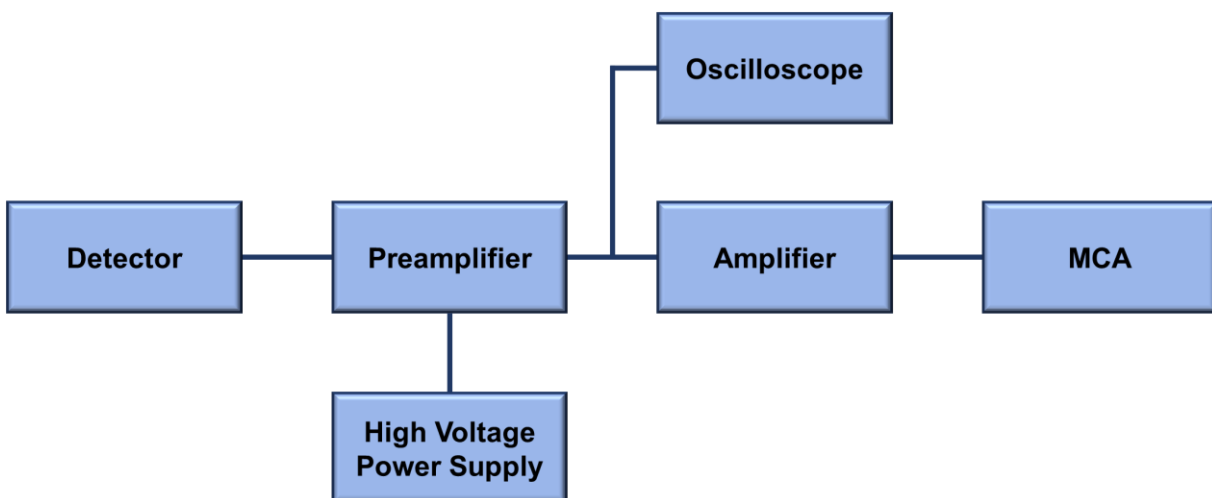 Oscilloscope
Detector
Preamplifier
Amplifier
MCA
High Voltage
Power Supply